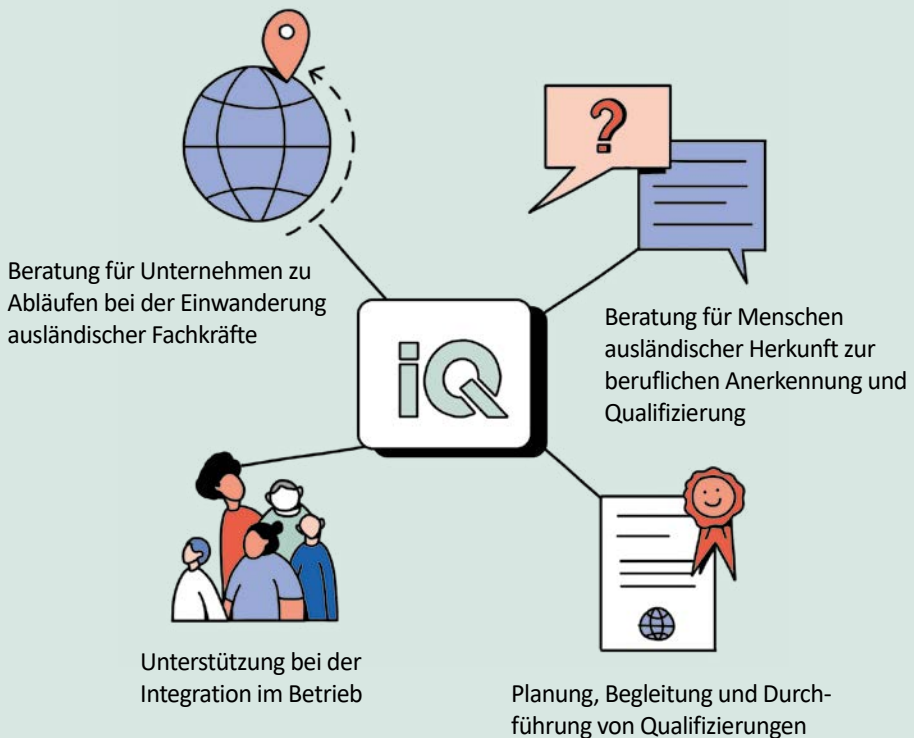 ?
Beratung für Unternehmen zu
Abläufen bei der Einwanderung
ausländischer Fachkräfte
Beratung für Menschen
ausländischer Herkunft zur
beruflichen Anerkennung und
Qualifizierung
iQ
Unterstützung bei der
Integration im Betrieb
Planung, Begleitung und Durch-
führung von Qualifizierungen